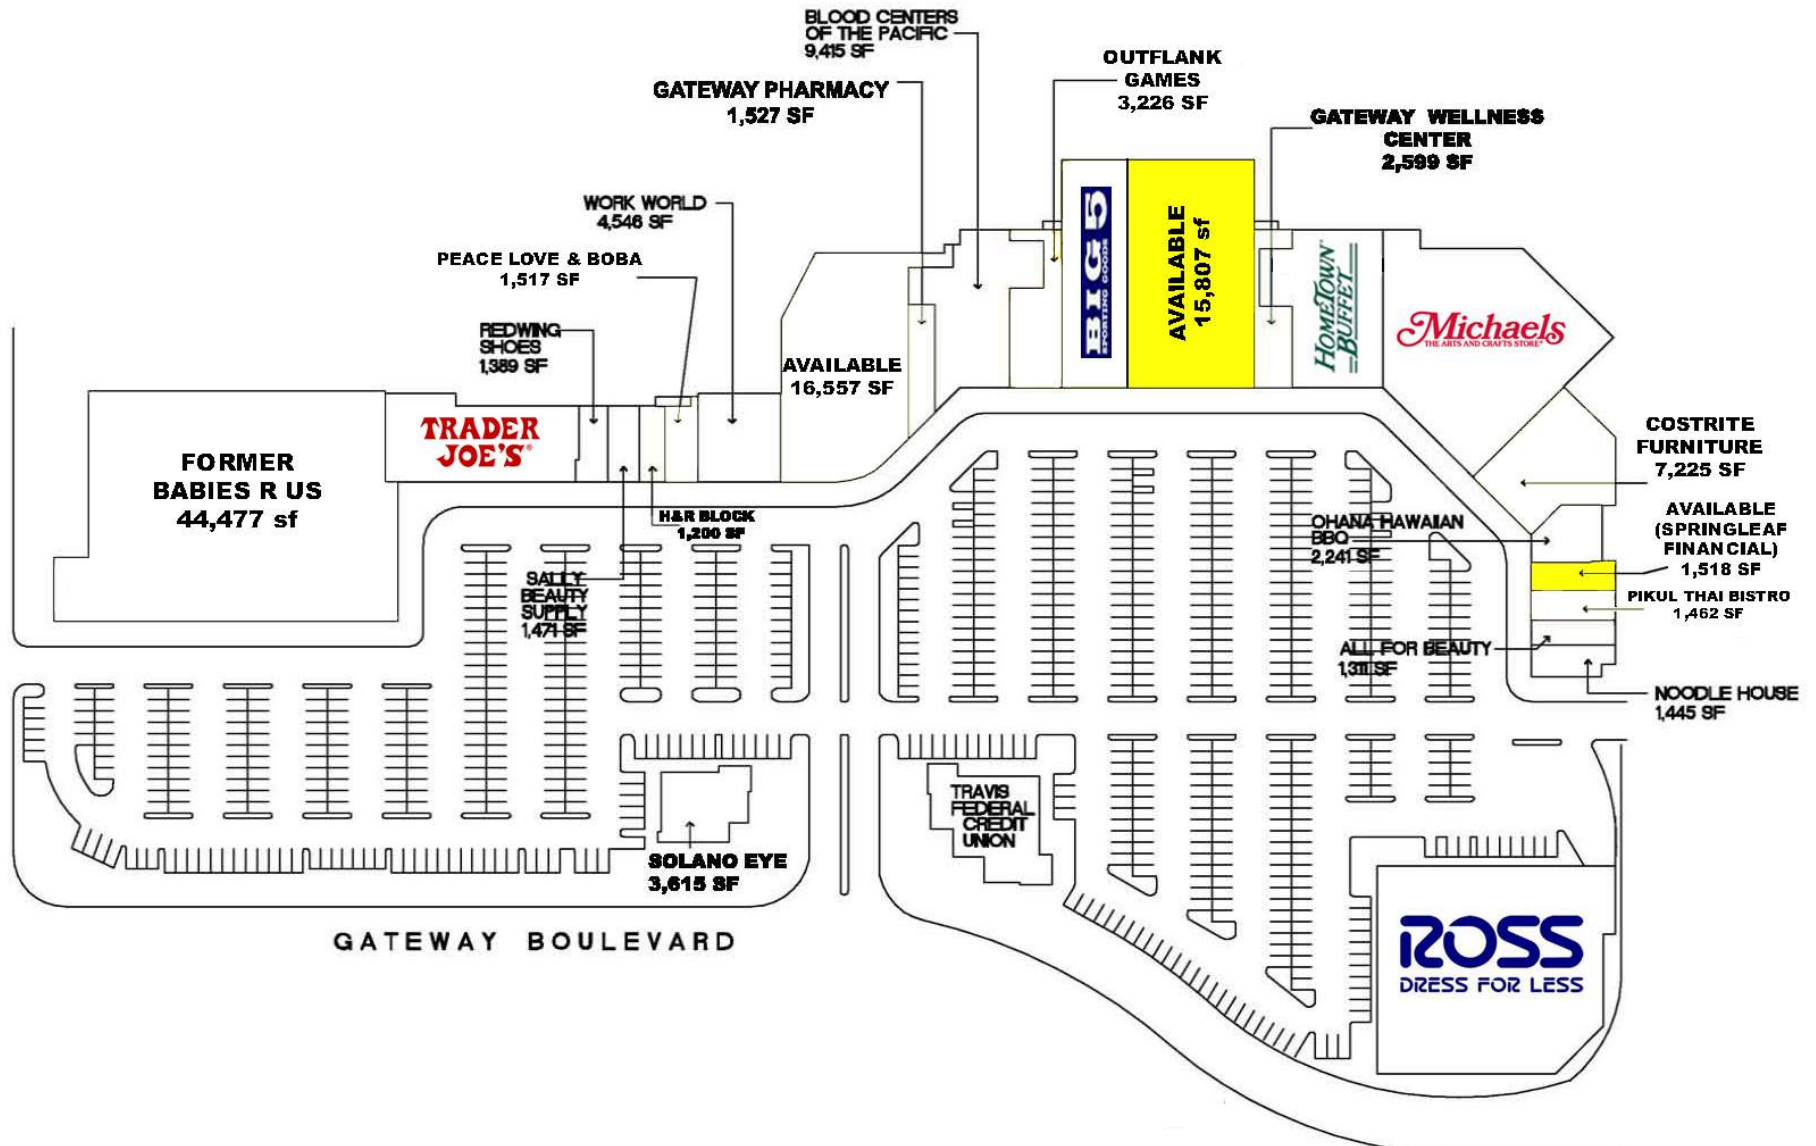 BLOOD CENTERS
OF THE PACIFIC
9,415 SF
OUTFLANK
GAMES
3,226 SF
GATEWAY PHARMACY
1,527 SF
GATEWAY WELLNESS
CENTER
2,599 SF
WORK WORLD
4,546 SF
PEACE LOVE & BOBA
1,517 SF
REDWING
SHOES
1,389 SF
BIG 5
SPORTING GOODS
AVAILABLE
15,807 sf
HOMETOWN
BUFFET
Michaels
THE ARTS AND CRAFTS STORE
AVAILABLE
16,557 SF
TRADER
JOE'S
FORMER
BABIES R US
44,477 sf
H&R BLOCK
1,200 SF
SALLY
BEAUTY
SUPPLY
1,471 SF
COSTRITE
FURNITURE
7,225 SF
OHANA HAWAIIAN
BBQ
2,241 SF
AVAILABLE
(SPRINGLEAF
FINANCIAL)
1,518 SF
PIKUL THAI BISTRO
1,462 SF
ALL FOR BEAUTY
1,311 SF
NOODLE HOUSE
1,445 SF
TRAVIS
FEDERAL
CREDIT
UNION
SOLANO EYE
3,615 SF
GATEWAY BOULEVARD
ROSS
DRESS FOR LESS